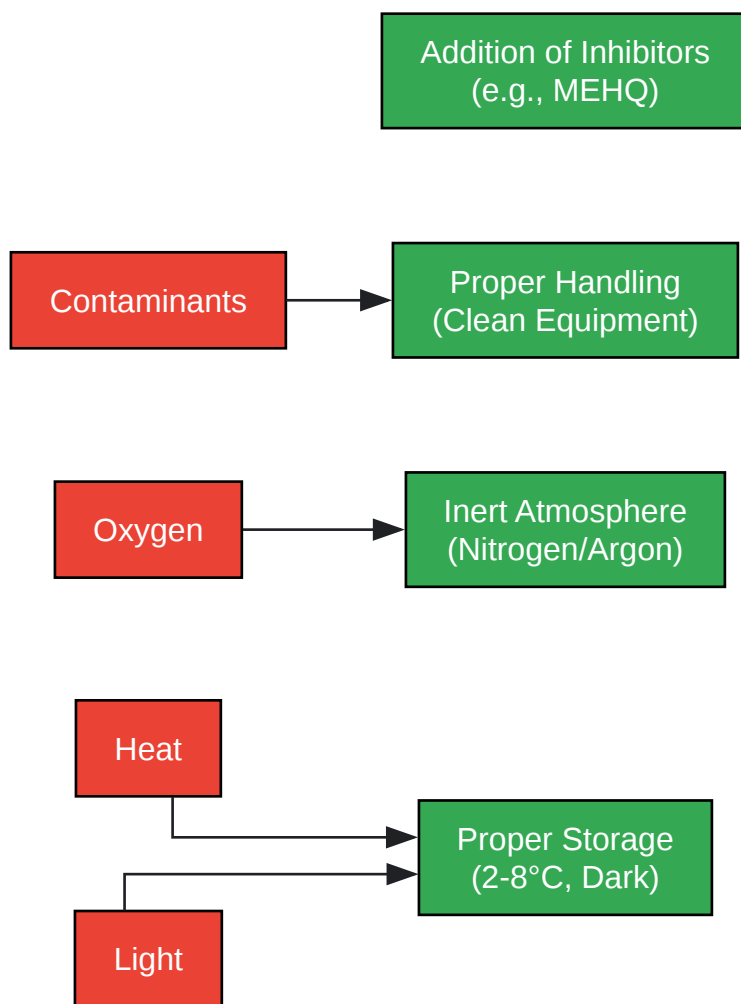 Addition of Inhibitors
(e.g., MEHQ)
Contaminants
Proper Handling
(Clean Equipment)
Oxygen
Inert Atmosphere
(Nitrogen/Argon)
Heat
Proper Storage
(2-8°C, Dark)
Light